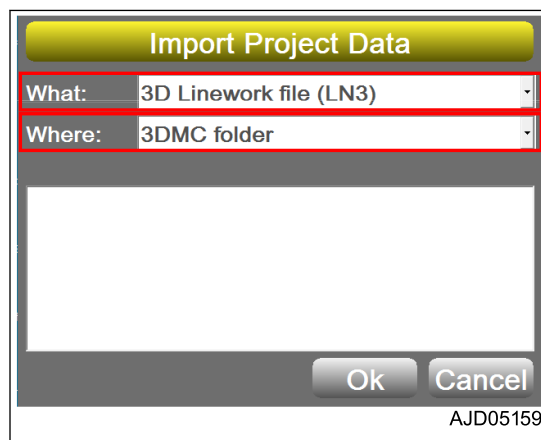 Import Project Data
What: 3D Linework file (LN3)
Where: 3DMC folder
Ok Cancel
AJD05159